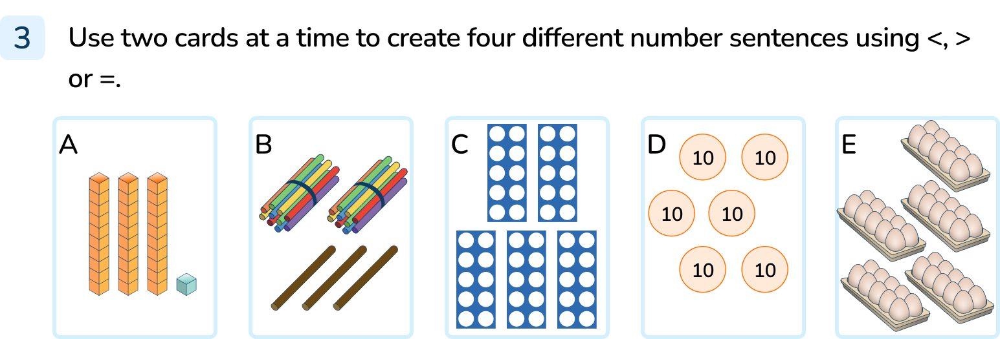 3
Use two cards at a time to create four different number sentences using <, >
or =.
A
B
C
D
10 10
10 10
10 10
E